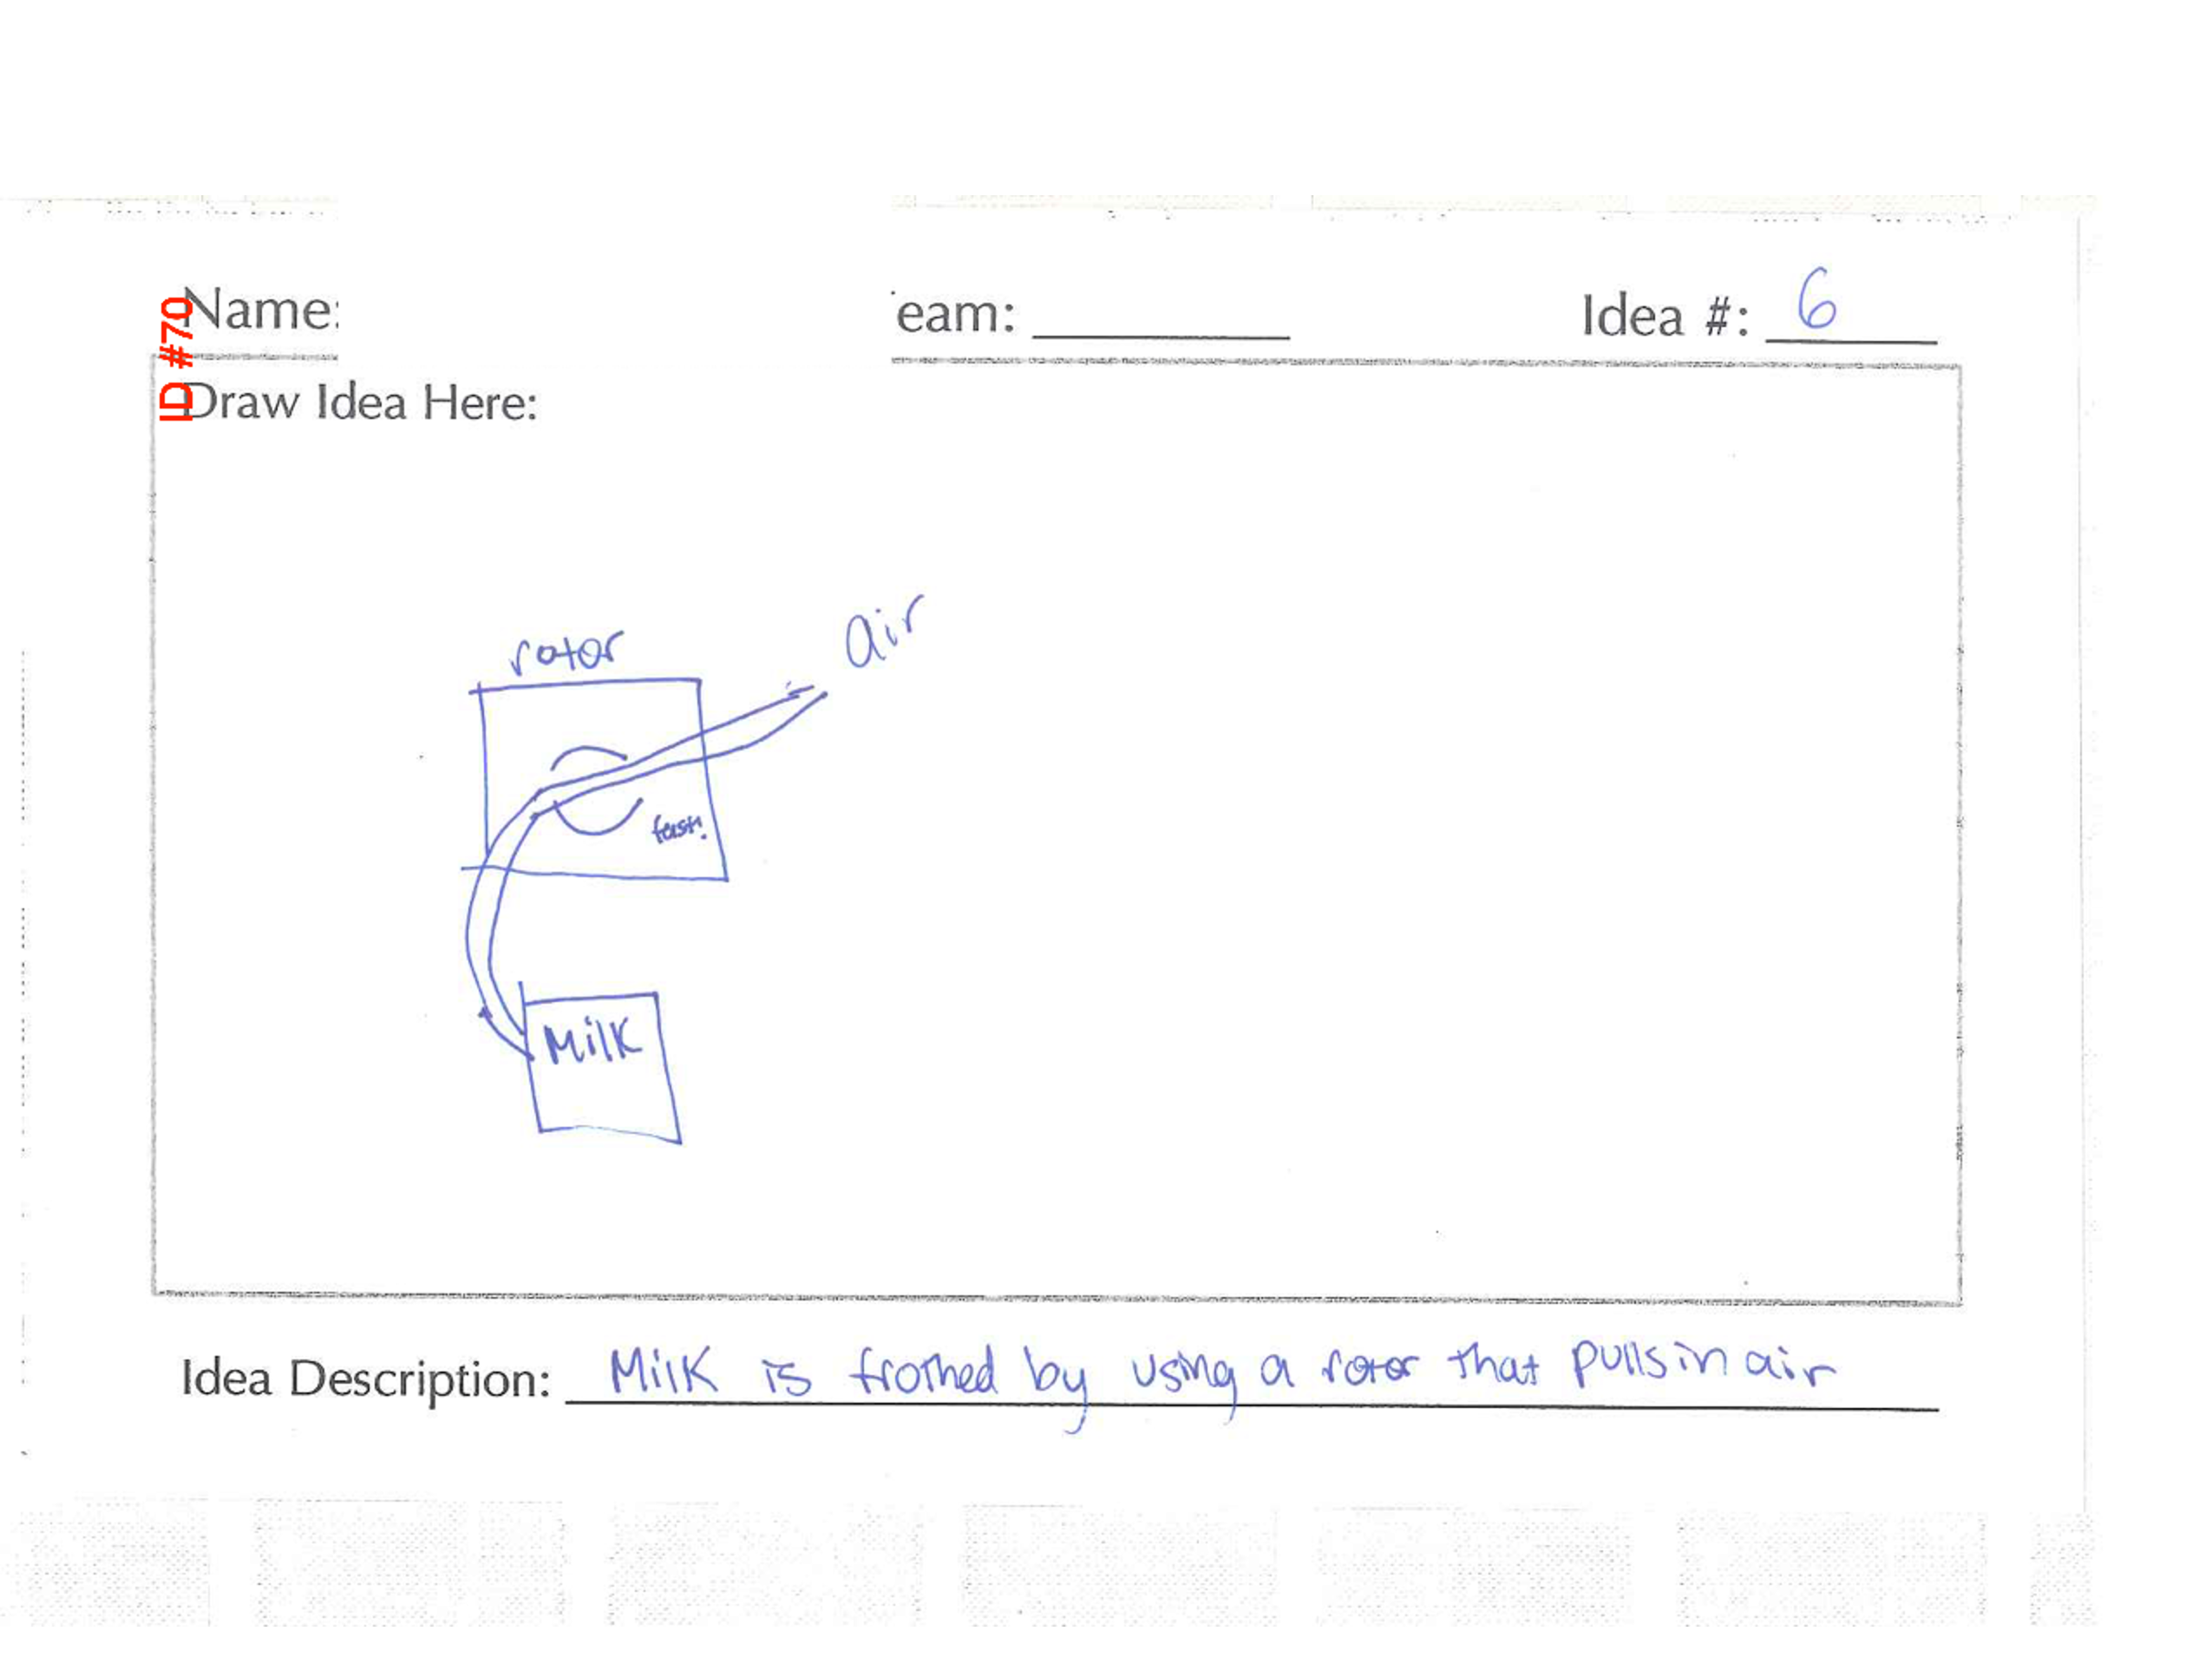 Name: eam: Idea #: 6
ID #70
Draw Idea Here:
air
rotor
fast!
Milk
Idea Description: Milk is frothed by using a rotor that pulls in air